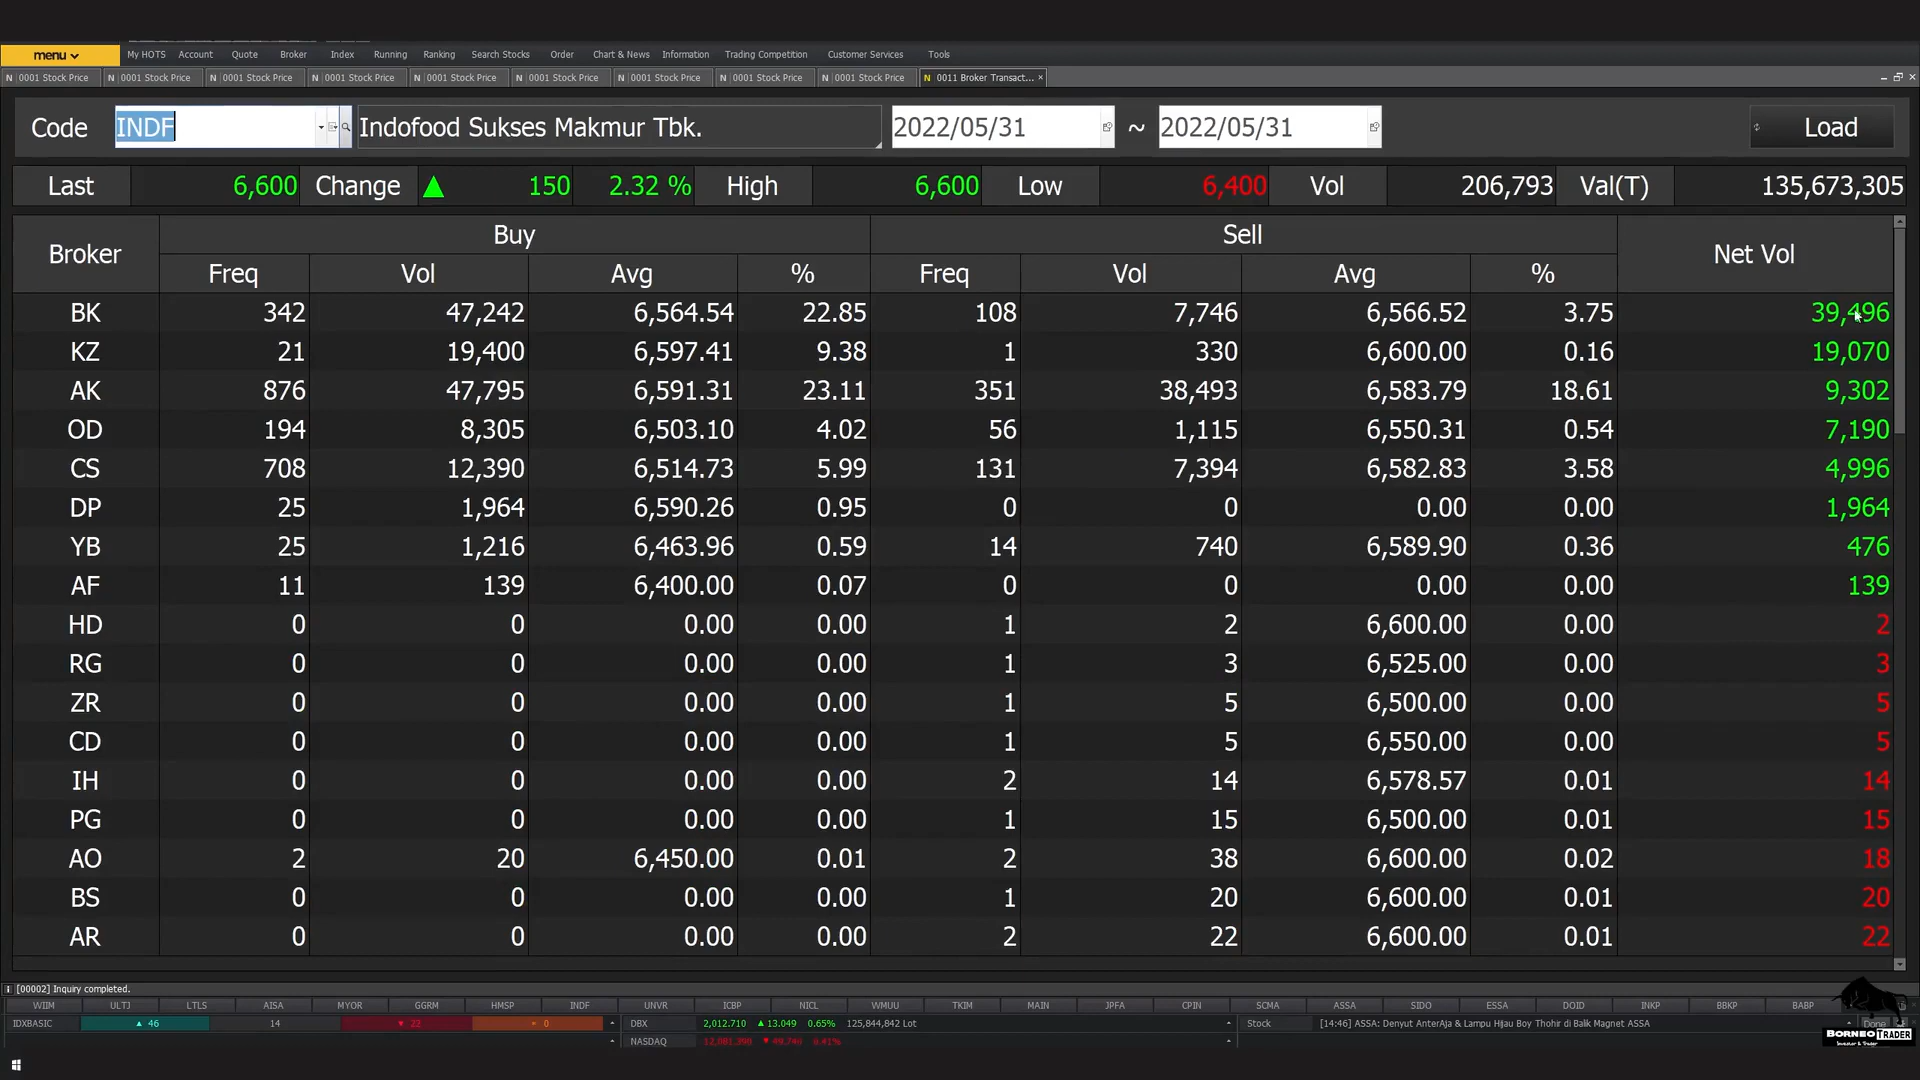 menu My HOTS Account Quote Broker Index Running Ranking Search Stocks Order Chart & News Information Trading Competition Customer Services Tools
N 0001 Stock Price N 0001 Stock Price N 0001 Stock Price N 0001 Stock Price N 0001 Stock Price N 0001 Stock Price N 0001 Stock Price N 0001 Stock Price N 0001 Stock Price N 0011 Broker Transact... ×
Code INDF Indofood Sukses Makmur Tbk. 2022/05/31 ~ 2022/05/31 Load
Last 6,600 Change ▲ 150 2.32 % High 6,600 Low 6,400 Vol 206,793 Val(T) 135,673,305
Broker Buy Sell Net Vol
Freq Vol Avg % Freq Vol Avg %
BK 342 47,242 6,564.54 22.85 108 7,746 6,566.52 3.75 39,496
KZ 21 19,400 6,597.41 9.38 1 330 6,600.00 0.16 19,070
AK 876 47,795 6,591.31 23.11 351 38,493 6,583.79 18.61 9,302
OD 194 8,305 6,503.10 4.02 56 1,115 6,550.31 0.54 7,190
CS 708 12,390 6,514.73 5.99 131 7,394 6,582.83 3.58 4,996
DP 25 1,964 6,590.26 0.95 0 0 0.00 0.00 1,964
YB 25 1,216 6,463.96 0.59 14 740 6,589.90 0.36 476
AF 11 139 6,400.00 0.07 0 0 0.00 0.00 139
HD 0 0 0.00 0.00 1 2 6,600.00 0.00 2
RG 0 0 0.00 0.00 1 3 6,525.00 0.00 3
ZR 0 0 0.00 0.00 1 5 6,500.00 0.00 5
CD 0 0 0.00 0.00 1 5 6,550.00 0.00 5
IH 0 0 0.00 0.00 2 14 6,578.57 0.01 14
PG 0 0 0.00 0.00 1 15 6,500.00 0.01 15
AO 2 20 6,450.00 0.01 2 38 6,600.00 0.02 18
BS 0 0 0.00 0.00 1 20 6,600.00 0.01 20
AR 0 0 0.00 0.00 2 22 6,600.00 0.01 22
[00002] Inquiry completed.
WIIM ULTJ LTLS AISA MYOR GGRM HMSP INDF UNVR ICBP NICL WMUU TKIM MAIN JPFA CPIN SCMA ASSA SIDO ESSA DOID INKP BBKP BABP
IDXBASIC ▲ 46 14 ▼ 22 0 DBX 2,012.710 ▲ 13.049 0.65% 125,844,842 Lot Stock [14:46] ASSA: Denyut AnterAja & Lampu Hijau Boy Thohir di Balik Magnet ASSA Done
NASDAQ
BORNEO TRADER
Investor & Trader